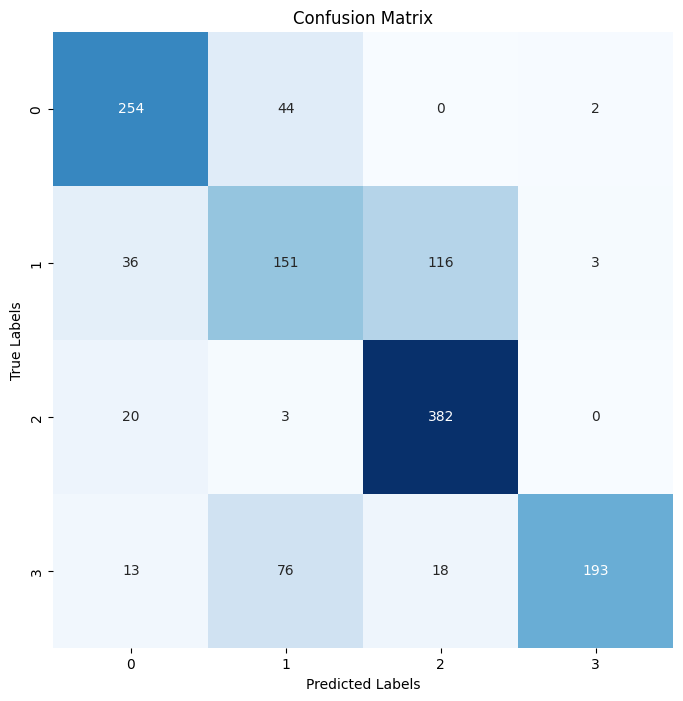 Confusion Matrix
True Labels
0 254 44 0 2
1 36 151 116 3
2 20 3 382 0
3 13 76 18 193
0 1 2 3
Predicted Labels